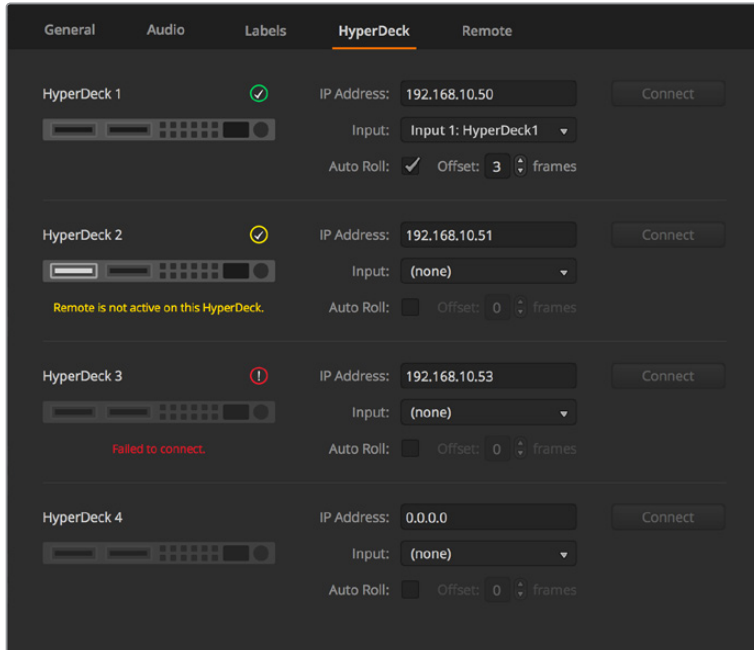 General Audio Labels HyperDeck Remote
HyperDeck 1 IP Address: 192.168.10.50 Connect
Input: Input 1: HyperDeck1
Auto Roll: Offset: 3 frames
HyperDeck 2 IP Address: 192.168.10.51 Connect
Input: (none)
Remote is not active on this HyperDeck. Auto Roll: Offset: 0 frames
HyperDeck 3 IP Address: 192.168.10.53 Connect
Input: (none)
Failed to connect. Auto Roll: Offset: 0 frames
HyperDeck 4 IP Address: 0.0.0.0 Connect
Input: (none)
Auto Roll: Offset: 0 frames